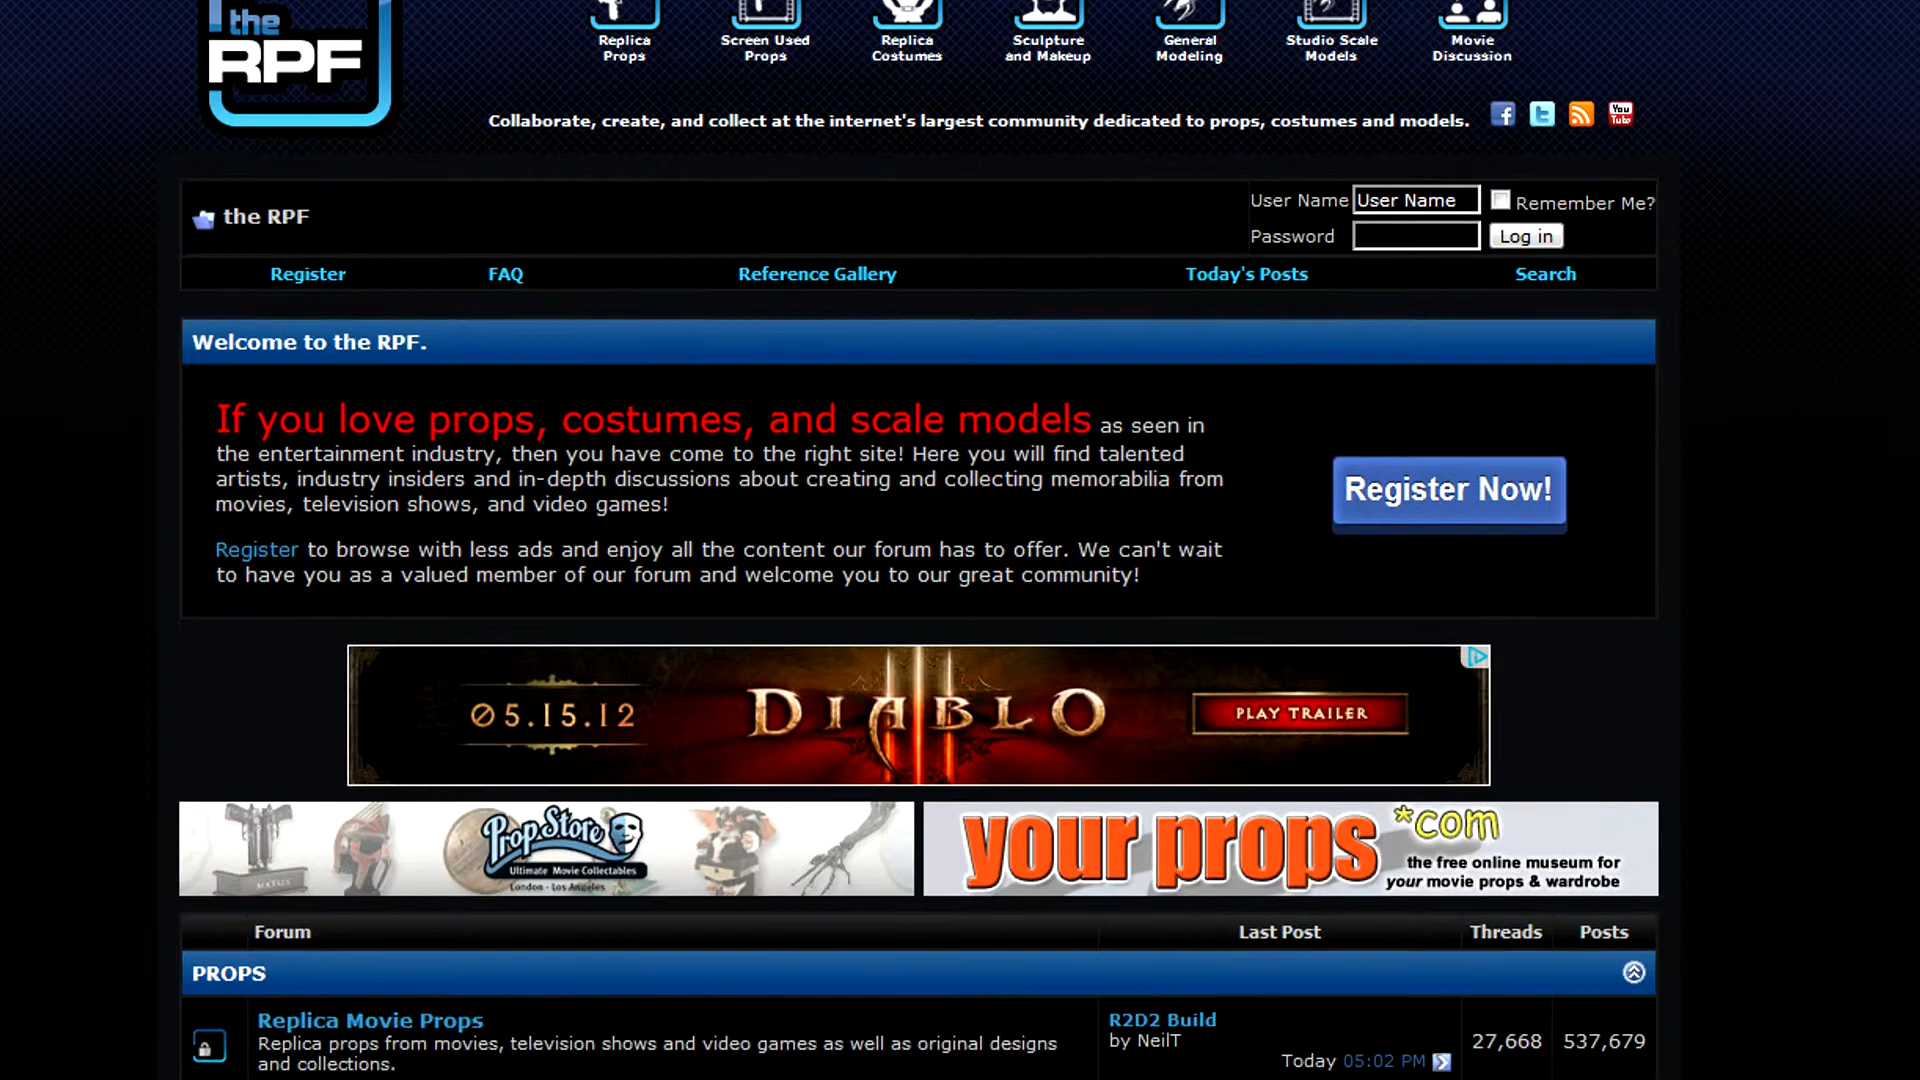 the
RPF
Replica Props
Screen Used Props
Replica Costumes
Sculpture and Makeup
General Modeling
Studio Scale Models
Movie Discussion
Collaborate, create, and collect at the internet's largest community dedicated to props, costumes and models.
You Tube
the RPF
User Name User Name Remember Me?
Password Log in
Register FAQ Reference Gallery Today's Posts Search
Welcome to the RPF.
If you love props, costumes, and scale models as seen in
the entertainment industry, then you have come to the right site! Here you will find talented
artists, industry insiders and in-depth discussions about creating and collecting memorabilia from
movies, television shows, and video games!
Register Now!
Register to browse with less ads and enjoy all the content our forum has to offer. We can't wait
to have you as a valued member of our forum and welcome you to our great community!
05.15.12 DIABLO PLAY TRAILER
MATRIX
Prop Store
Ultimate Movie Collectables
London - Los Angeles
your props *com
the free online museum for
your movie props & wardrobe
Forum Last Post Threads Posts
PROPS
Replica Movie Props
Replica props from movies, television shows and video games as well as original designs
and collections.
R2D2 Build
by NeilT
Today 05:02 PM
27,668 537,679